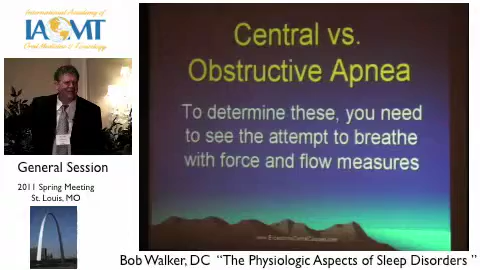 International Academy of
IAOMT
Oral Medicine & Toxicology
General Session
2011 Spring Meeting
St. Louis, MO
Central vs.
Obstructive Apnea
To determine these, you need
to see the attempt to breathe
with force and flow measures
Bob Walker, DC "The Physiologic Aspects of Sleep Disorders "